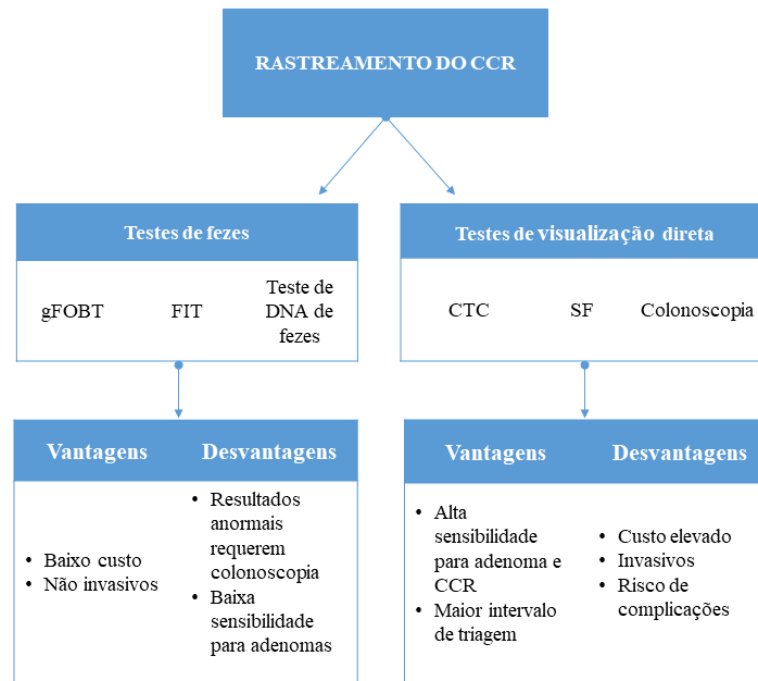 RASTREAMENTO DO CCR
Testes de fezes
gFOBT
FIT
Teste de
DNA de
fezes
Testes de visualização direta
CTC
SF
Colonoscopia
Vantagens
• Baixo custo
• Não invasivos
Desvantagens
• Resultados
anormais
requerem
colonoscopia
• Baixa
sensibilidade
para adenomas
Vantagens
• Alta
sensibilidade
para adenoma e
CCR
• Maior intervalo
de triagem
Desvantagens
• Custo elevado
• Invasivos
• Risco de
complicações